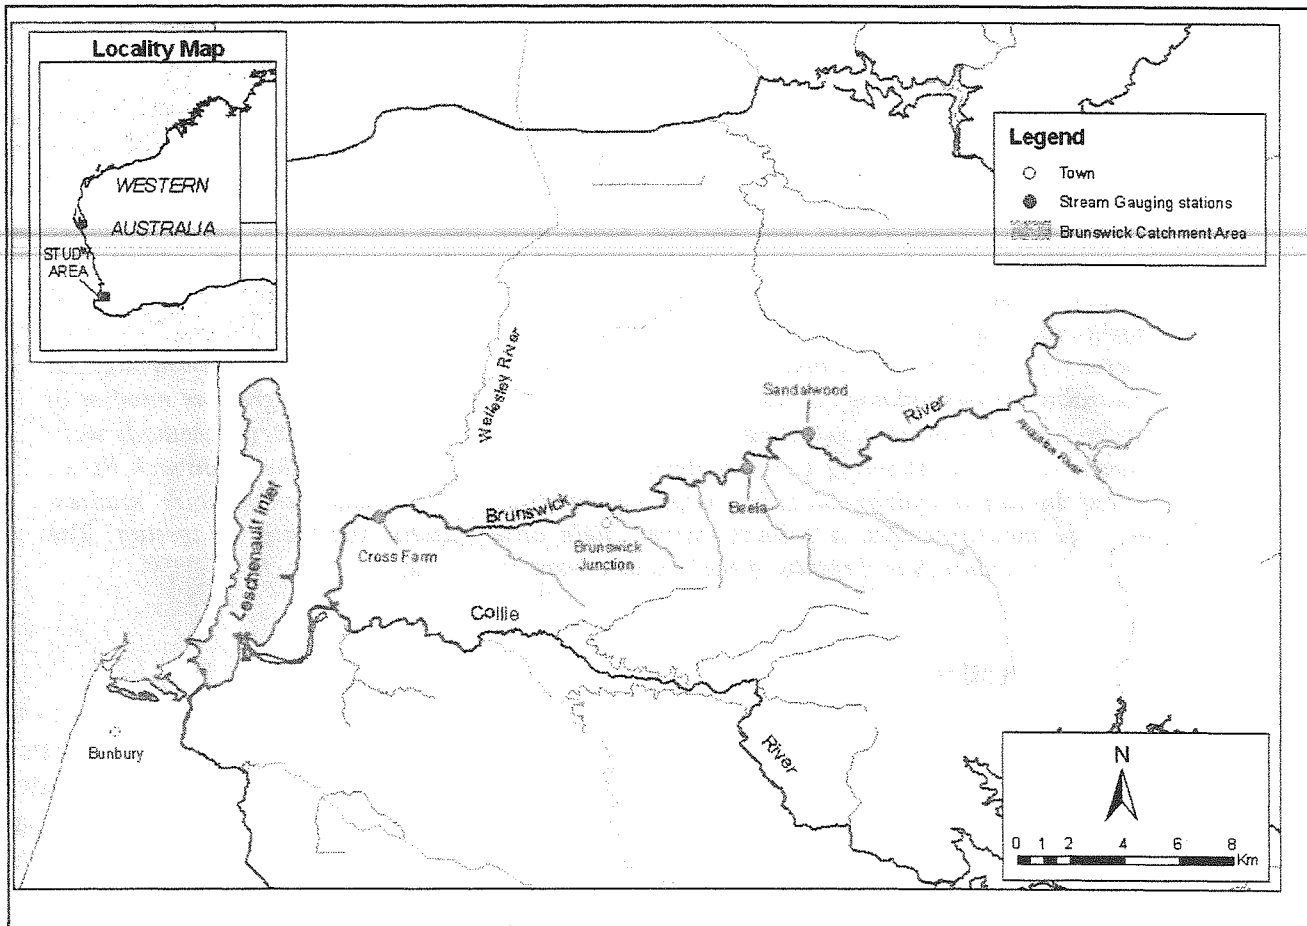 Locality Map
WESTERN
AUSTRALIA
STUDY
AREA
Legend
Town
Stream Gauging stations
Brunswick Catchment Area
Wellesley River
Sandalwood
River
Leschenault Inlet
Brunswick
Beela
Cross Farm
Brunswick
Junction
Collie
River
Bunbury
N
0 1 2 4 6 8
Km